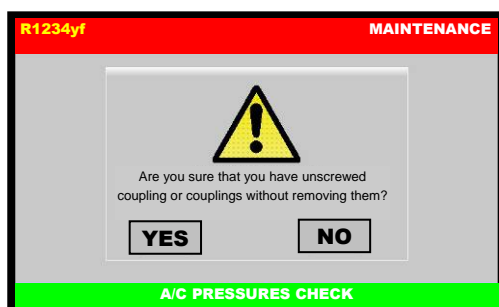 R1234yf MAINTENANCE
Are you sure that you have unscrewed
coupling or couplings without removing them?
YES NO
A/C PRESSURES CHECK